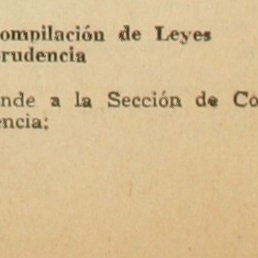 ompilación de Leyes
rudencia
nde a la Sección de Co
encia;